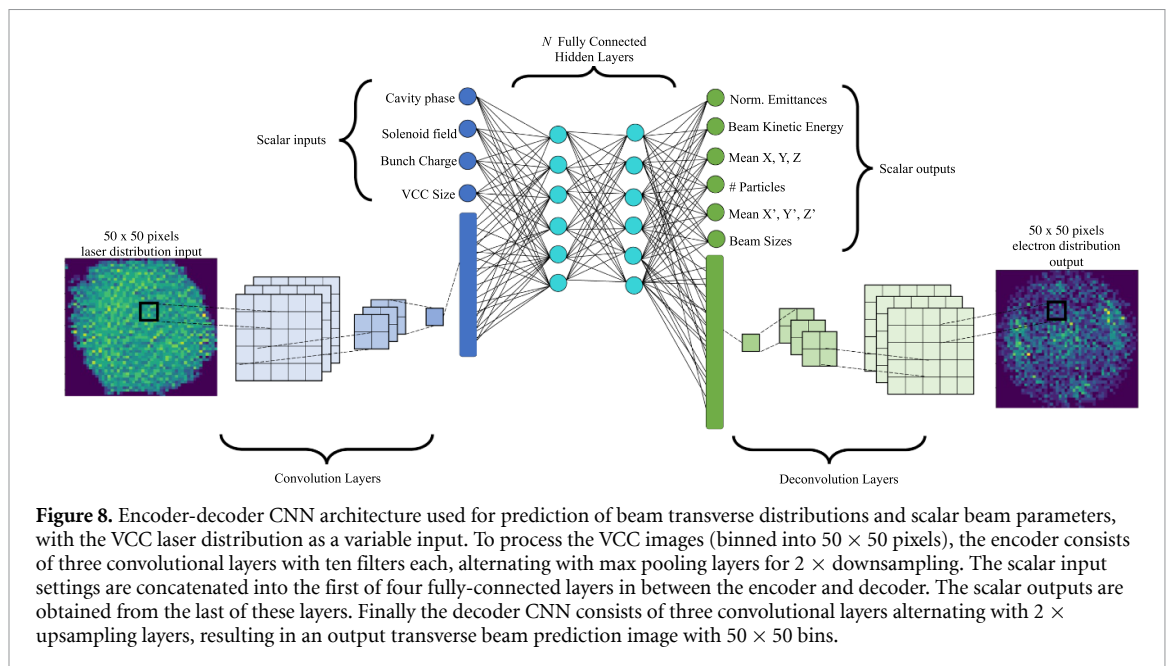 N Fully Connected
Hidden Layers
Cavity phase
Solenoid field
Bunch Charge
VCC Size
Scalar inputs
Norm. Emittances
Beam Kinetic Energy
Mean X, Y, Z
# Particles
Mean X', Y', Z'
Beam Sizes
Scalar outputs
50 x 50 pixels
laser distribution input
50 x 50 pixels
electron distribution
output
Convolution Layers
Deconvolution Layers
Figure 8. Encoder-decoder CNN architecture used for prediction of beam transverse distributions and scalar beam parameters,
with the VCC laser distribution as a variable input. To process the VCC images (binned into 50 × 50 pixels), the encoder consists
of three convolutional layers with ten filters each, alternating with max pooling layers for 2 × downsampling. The scalar input
settings are concatenated into the first of four fully-connected layers in between the encoder and decoder. The scalar outputs are
obtained from the last of these layers. Finally the decoder CNN consists of three convolutional layers alternating with 2 ×
upsampling layers, resulting in an output transverse beam prediction image with 50 × 50 bins.